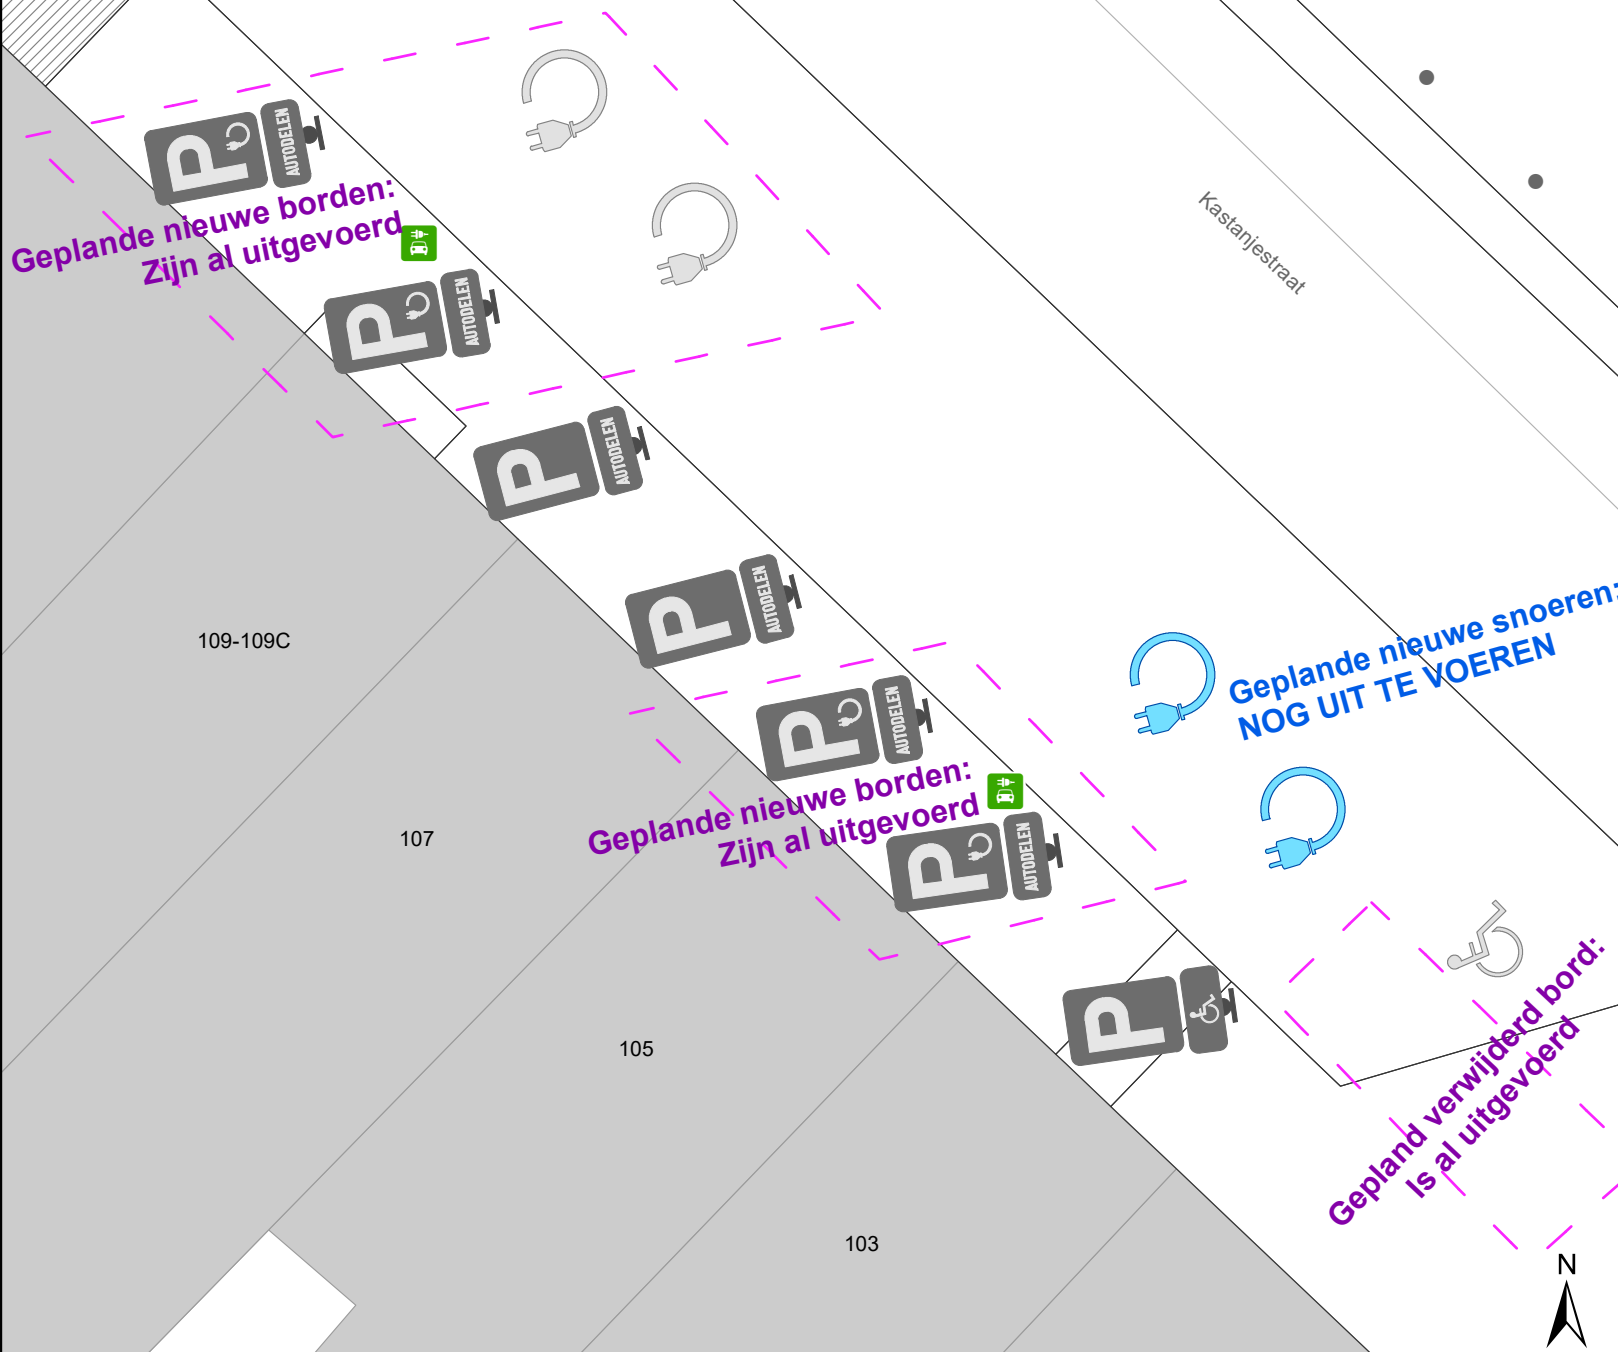 P
AUTODELEN
Geplande nieuwe borden:
Zijn al uitgevoerd
P
AUTODELEN
Kastanjestraat
P
AUTODELEN
P
AUTODELEN
109-109C
Geplande nieuwe snoeren:
NOG UIT TE VOEREN
P
AUTODELEN
Geplande nieuwe borden:
Zijn al uitgevoerd
P
AUTODELEN
107
P
105
Gepland verwijderd bord:
Is al uitgevoerd
103
N